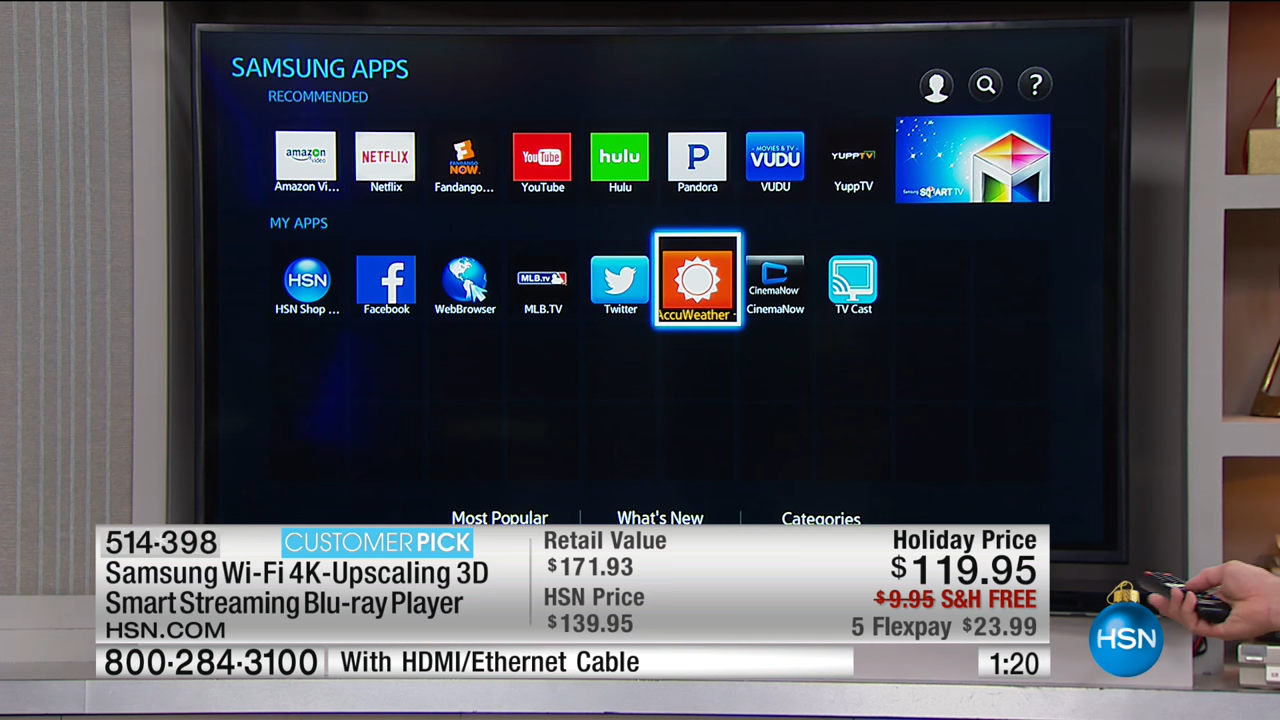 SAMSUNG APPS
RECOMMENDED
amazon video
NETFLIX
FANDANGO NOW
YouTube
hulu
P
MOVIES & TV
VUDU
YUPPTV
Samsung SMART TV
Amazon Vi...
Netflix
Fandango...
YouTube
Hulu
Pandora
VUDU
YuppTV
MY APPS
HSN
f
MLB.TV
CinemaNow
HSN Shop ...
Facebook
WebBrowser
MLB.TV
Twitter
AccuWeather -
CinemaNow
TV Cast
?
Most Popular | What's New | Categories
514-398 CUSTOMER PICK
Samsung Wi-Fi 4K-Upscaling 3D
Smart Streaming Blu-ray Player
HSN.COM
Retail Value
$171.93
HSN Price
$139.95
Holiday Price
$119.95
$9.95 S&H FREE
5 Flexpay $23.99
HSN
800·284·3100 | With HDMI/Ethernet Cable
1:20